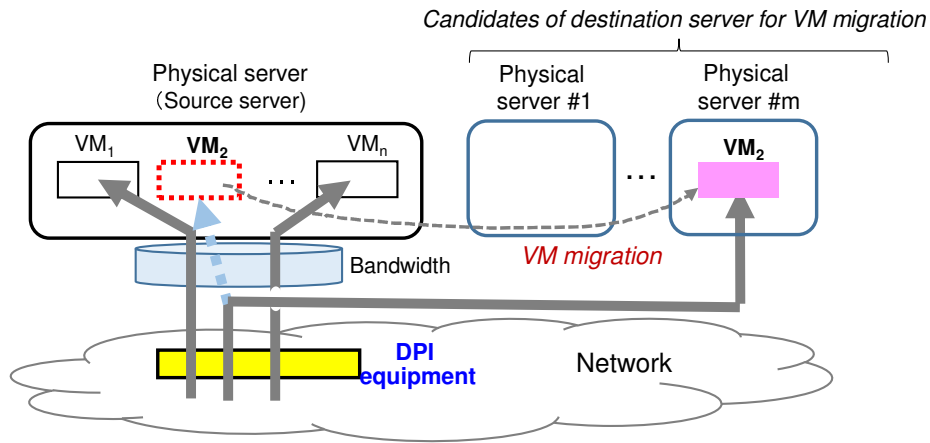 Candidates of destination server for VM migration
Physical server
（Source server)
Physical
server #1
Physical
server #m
VM1
VM2
VMn
VM2
...
...
VM migration
Bandwidth
DPI
equipment
Network